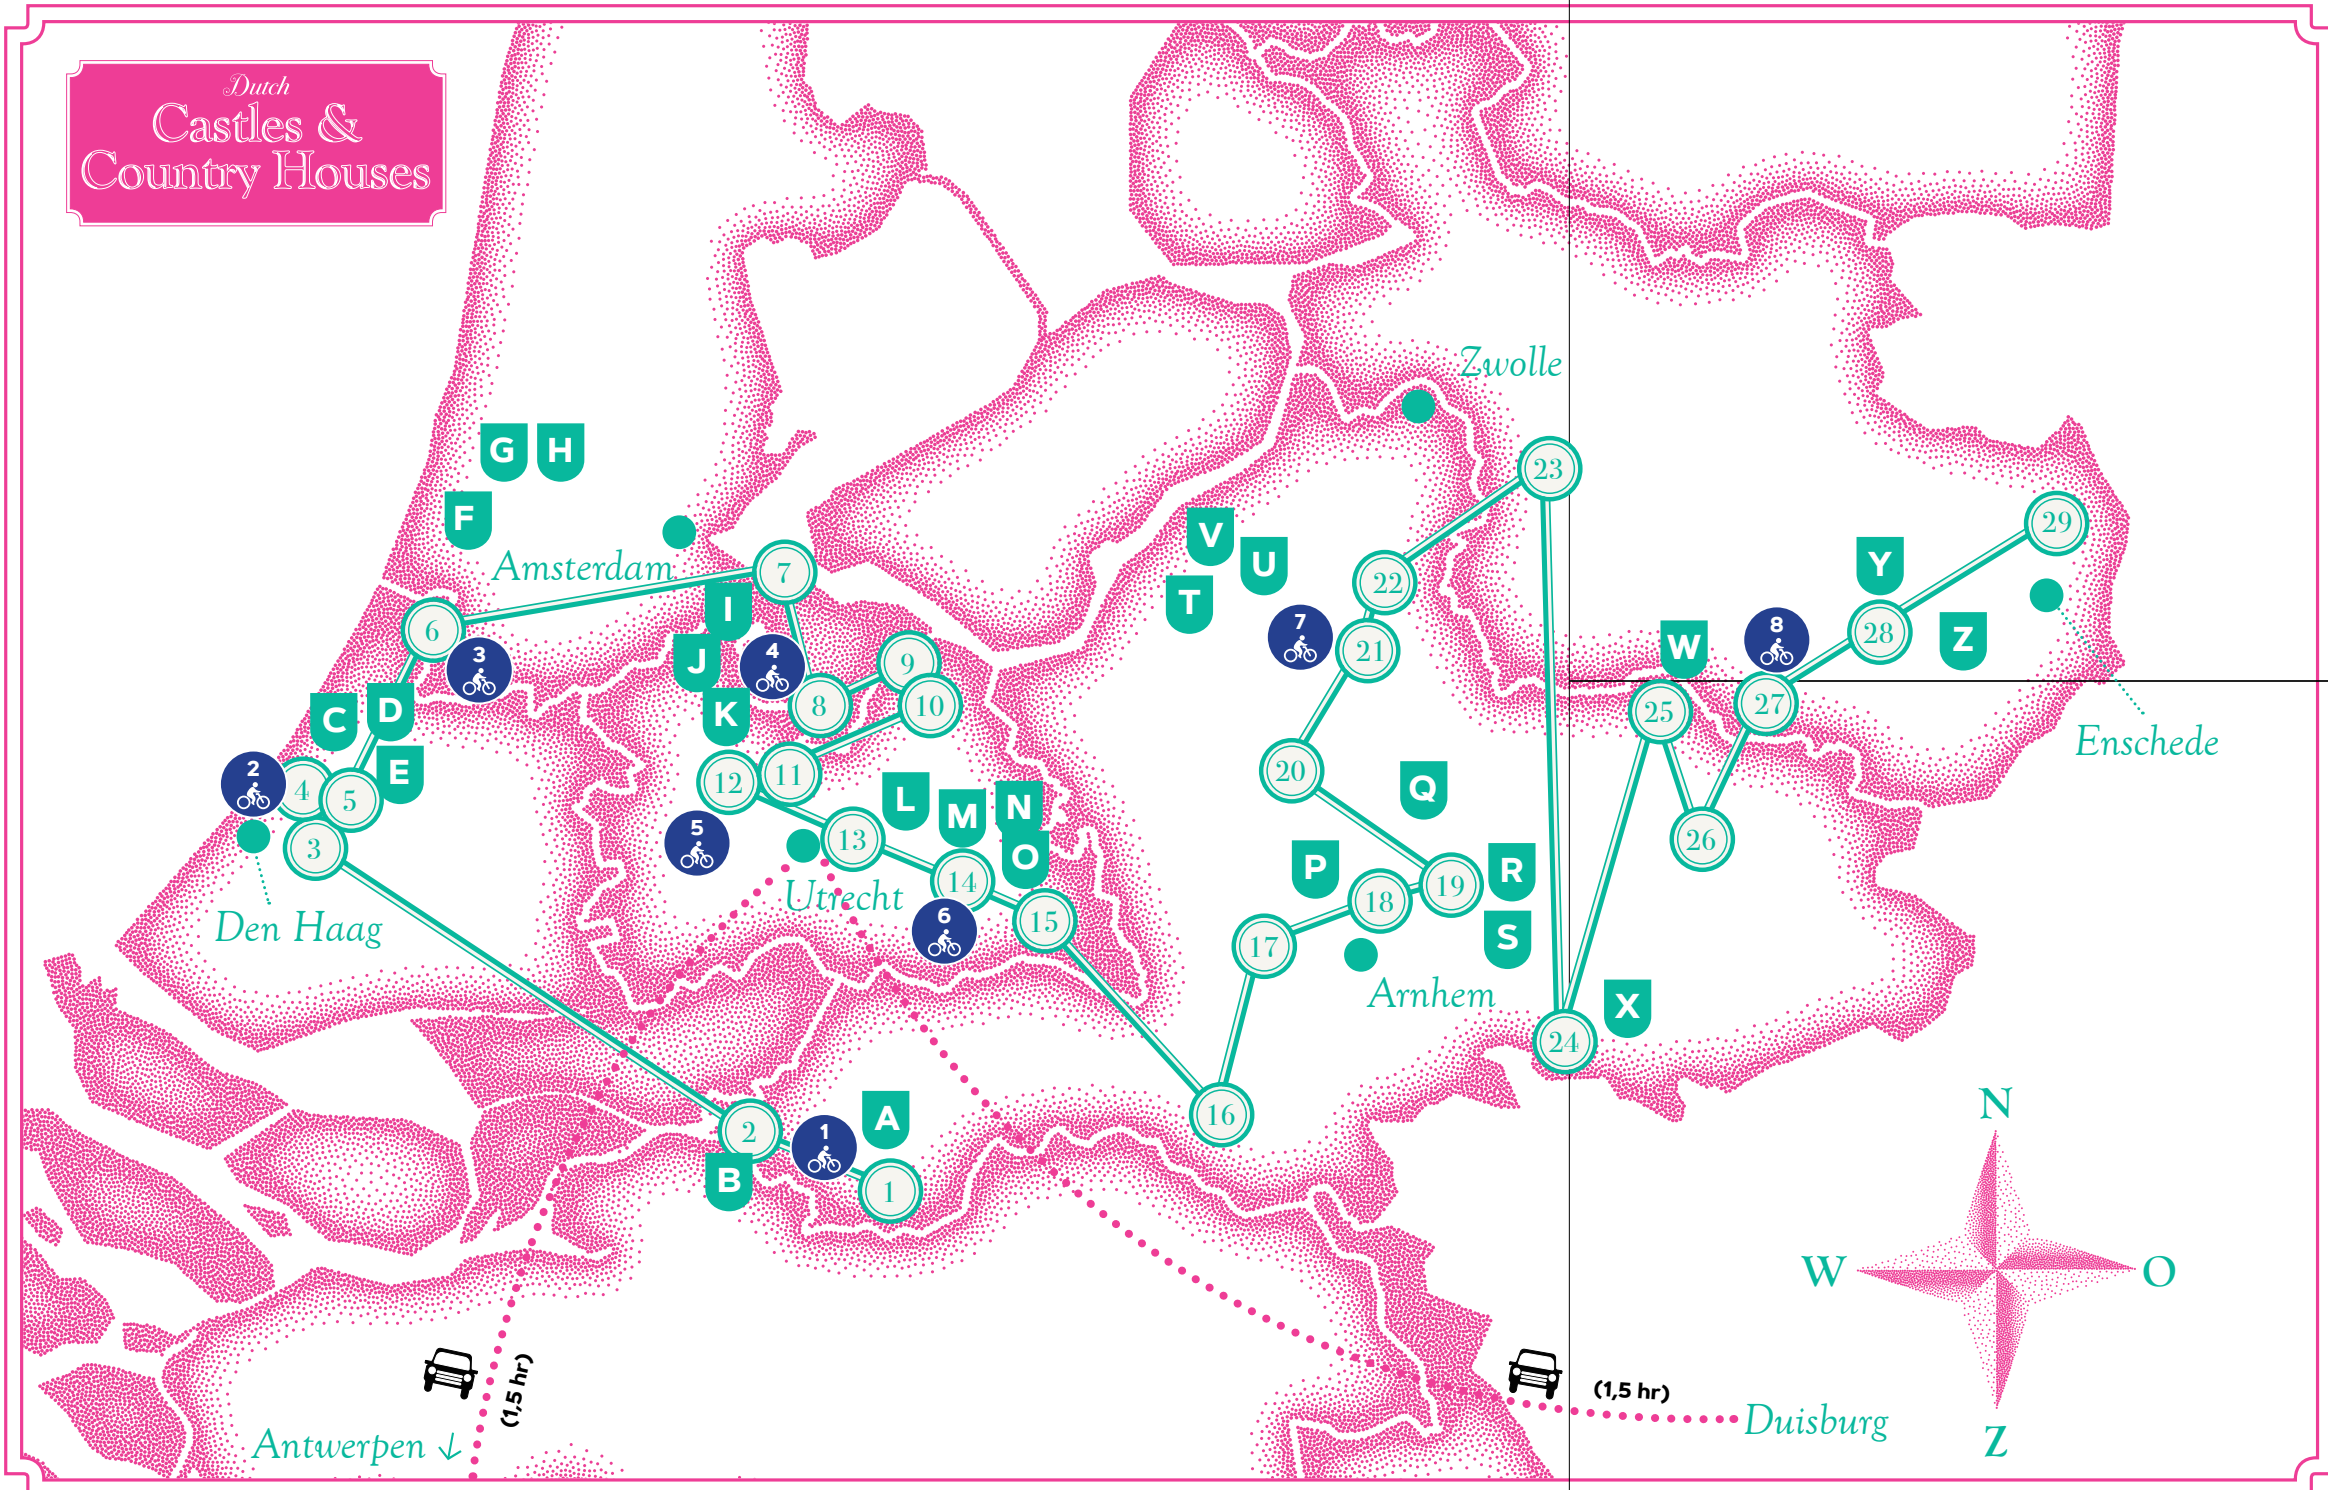 Dutch
Castles &
Country Houses
Zwolle
G H
F
23
V
U
T
Amsterdam
7
22
29
Y
I
6
3
J
4
9
7
21
W
8
28
Z
C
D
K
8
10
25
27
Enschede
2
4
5
E
12
11
L
M
N
20
Q
3
5
13
O
26
14
P
18
19
R
Utrecht
6
15
17
S
Den Haag
Arnhem
X
24
A
16
2
1
B
1
N
W
O
Z
(1,5 hr)
(1,5 hr)
Duisburg
Antwerpen ↓